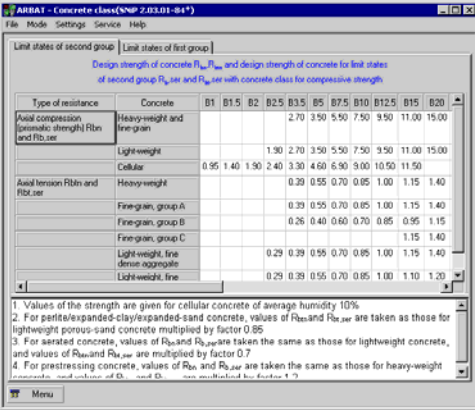 ARBAT - Concrete class(SNiP 2.03.01-84*)
File Mode Settings Service Help
Limit states of second group Limit states of first group
Design strength of concrete Rbn,Rbtn and design strength of concrete for limit states
of second group Rb,ser and Rbt,ser with concrete class for compressive strength
Type of resistance Concrete B1 B1.5 B2 B2.5 B3.5 B5 B7.5 B10 B12.5 B15 B20
Axial compression (prismatic strength) Rbn and Rb,ser Heavy-weight and fine-grain 2.70 3.50 5.50 7.50 9.50 11.00 15.00
Light-weight 1.90 2.70 3.50 5.50 7.50 9.50 11.00 15.00
Cellular 0.95 1.40 1.90 2.40 3.30 4.60 6.90 9.00 10.50 11.50
Axial tension Rbtn and Rbt,ser Heavy-weight 0.39 0.55 0.70 0.85 1.00 1.15 1.40
Fine-grain, group A 0.39 0.55 0.70 0.85 1.00 1.15 1.40
Fine-grain, group B 0.26 0.40 0.60 0.70 0.85 0.95 1.15
Fine-grain, group C 1.15 1.40
Light-weight, fine dense aggregate 0.29 0.39 0.55 0.70 0.85 1.00 1.15 1.40
Light-weight, fine 0.29 0.39 0.55 0.70 0.85 1.00 1.10 1.20
1. Values of the strength are given for cellular concrete of average humidity 10%
2. For perlite/expanded-clay/expanded-sand concrete, values of Rbtn and Rbt,ser are taken as those for
lightweight porous-sand concrete multiplied by factor 0.85
3. For aerated concrete, values of Rbn and Rb,ser are taken the same as those for lightweight concrete,
and values of Rbtn and Rbt,ser are multiplied by factor 0.7
4. For prestressing concrete, values of Rbn and Rb,ser are taken the same as those for heavy-weight
concrete, and values of Rbtn and Rbt,ser are multiplied by factor 1.2
Menu